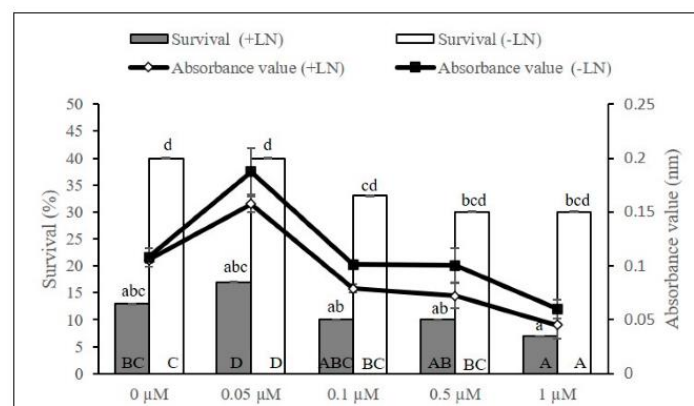 Survival (+LN) Survival (-LN)
Absorbance value (+LN) Absorbance value (-LN)
50 0.25
45
40 0.2
35
30 0.15
25
20 0.1
15
10 0.05
5
0 0
Survival (%)
Absorbance value (nm)
d d cd bcd bcd
abc abc ab ab a
BC C D D ABC BC AB BC A A
0 µM 0.05 µM 0.1 µM 0.5 µM 1 µM